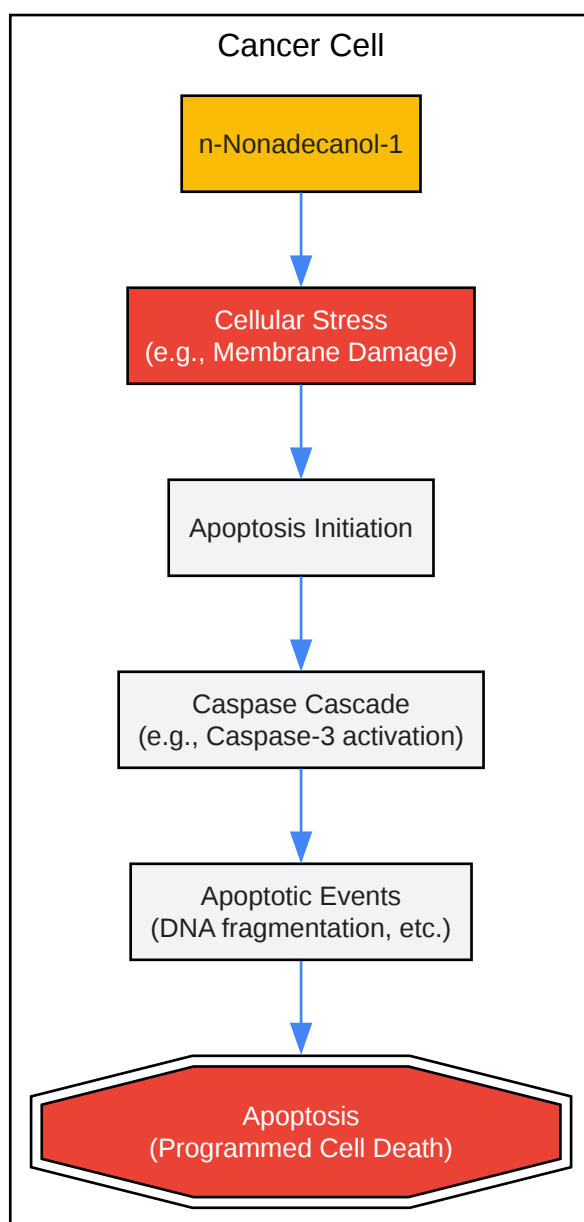 Cancer Cell
n-Nonadecanol-1
Cellular Stress
(e.g., Membrane Damage)
Apoptosis Initiation
Caspase Cascade
(e.g., Caspase-3 activation)
Apoptotic Events
(DNA fragmentation, etc.)
Apoptosis
(Programmed Cell Death)